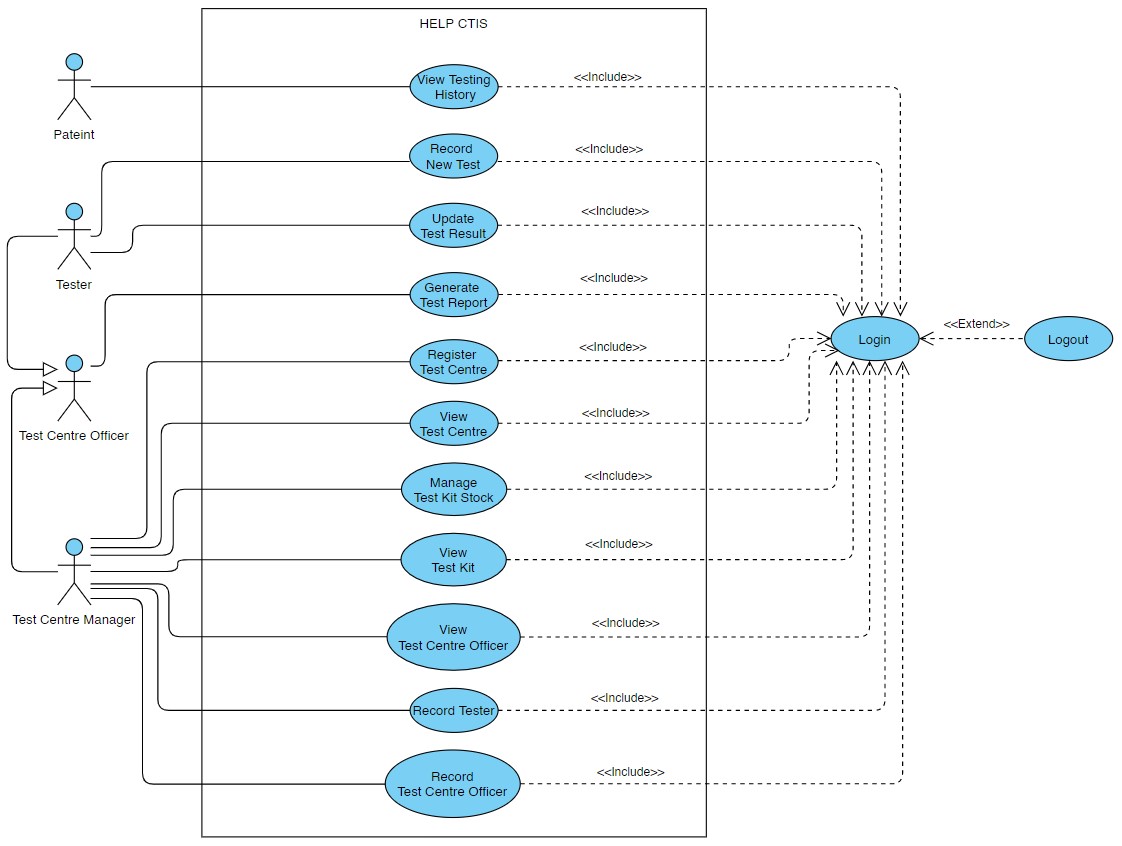 HELP CTIS
View Testing
History
<<Include>>
Pateint
Record
New Test
<<Include>>
Update
Test Result
<<Include>>
Tester
Generate
Test Report
<<Include>>
Login
<<Extend>>
Logout
Register
Test Centre
<<Include>>
Test Centre Officer
View
Test Centre
<<Include>>
Manage
Test Kit Stock
<<Include>>
View
Test Kit
<<Include>>
Test Centre Manager
View
Test Centre Officer
<<Include>>
Record Tester
<<Include>>
Record
Test Centre Officer
<<Include>>